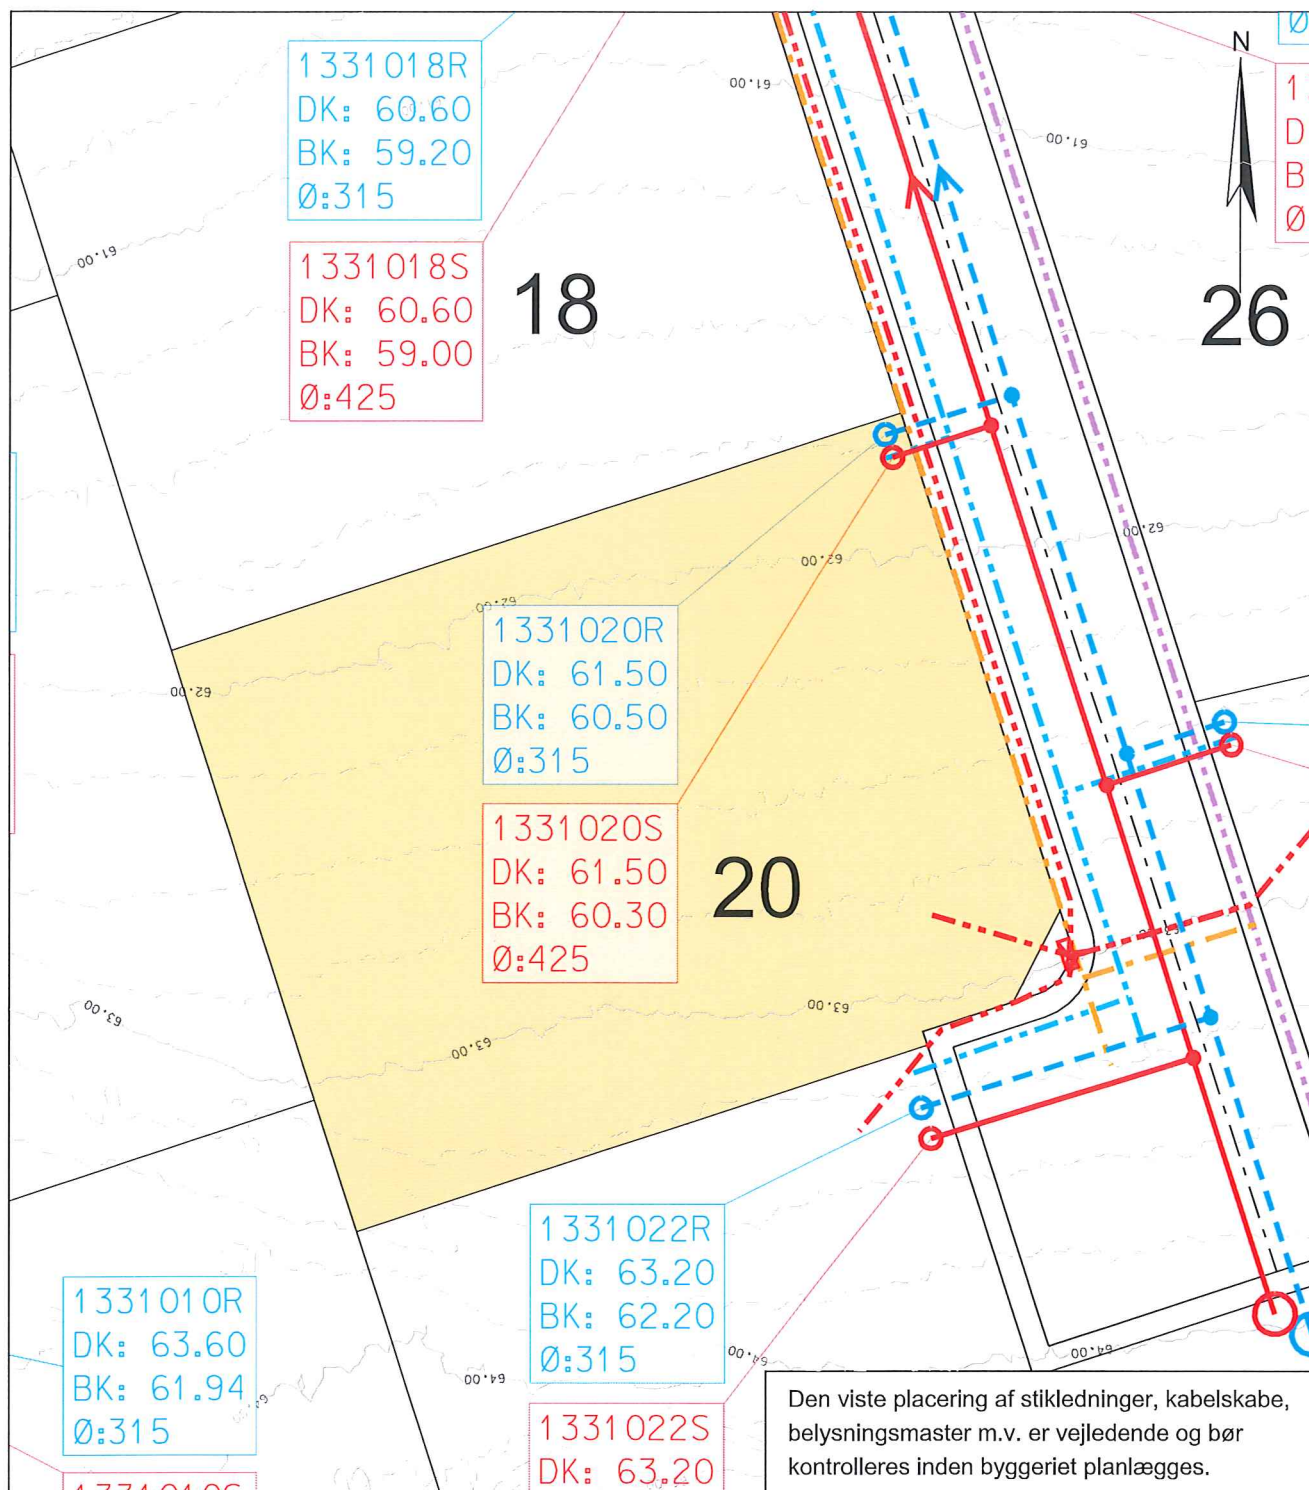 1331018R
DK: 60.60
BK: 59.20
Ø:315
1331018S
DK: 60.60
BK: 59.00
Ø:425
18
61.00
61.00
61.00
N
Ø
1
D
B
Ø
26
62.00
62.00
62.00
62.00
1331020R
DK: 61.50
BK: 60.50
Ø:315
1331020S
DK: 61.50
BK: 60.30
Ø:425
20
63.00
63.00
63.00
1331022R
DK: 63.20
BK: 62.20
Ø:315
1331022S
DK: 63.20
1331010R
DK: 63.60
BK: 61.94
Ø:315
64.00
64.00
64.00
Den viste placering af stikledninger, kabelskabe,
belysningsmaster m.v. er vejledende og bør
kontrolleres inden byggeriet planlægges.